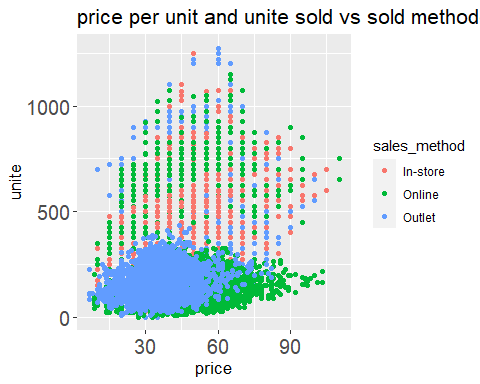 price per unit and unite sold vs sold method
unite
1000
500
0
30
60
90
price
sales_method
In-store
Online
Outlet